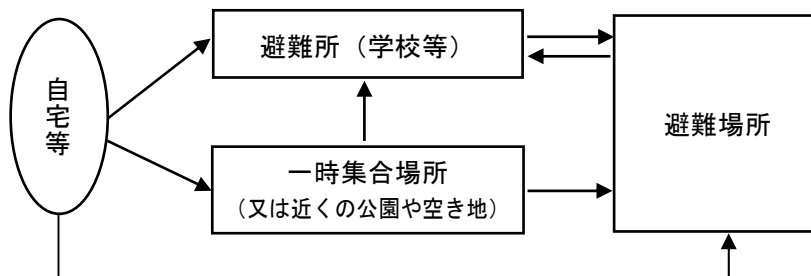 自宅等
避難所（学校等）
一時集合場所
（又は近くの公園や空き地）
避難場所